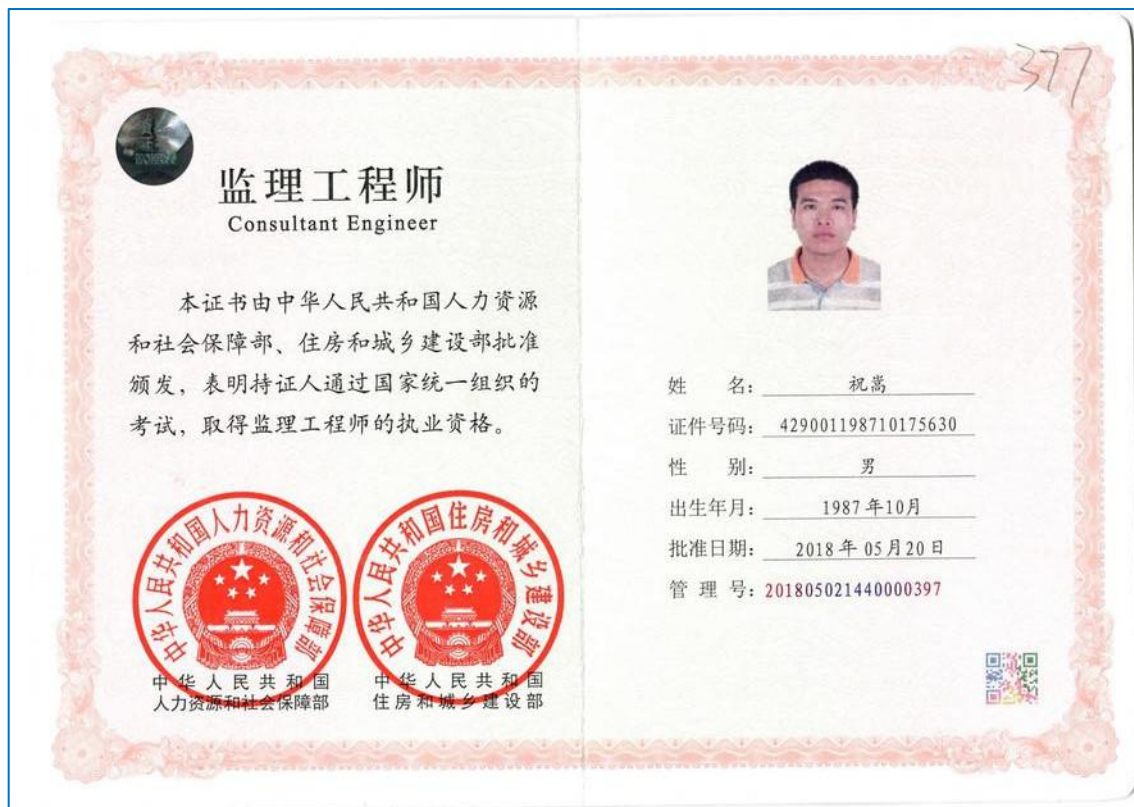 377
监理工程师
Consultant Engineer
本证书由中华人民共和国人力资源
和社会保障部、住房和城乡建设部批准
颁发，表明持证人通过国家统一组织的
考试，取得监理工程师的执业资格。
中华人民共和国人力资源和社会保障部
中华人民共和国住房和城乡建设部
中华人民共和国
人力资源和社会保障部
中华人民共和国
住房和城乡建设部
姓 名： 祝嵩
证件号码： 429001198710175630
性 别： 男
出生年月： 1987年10月
批准日期： 2018年05月20日
管 理 号：201805021440000397